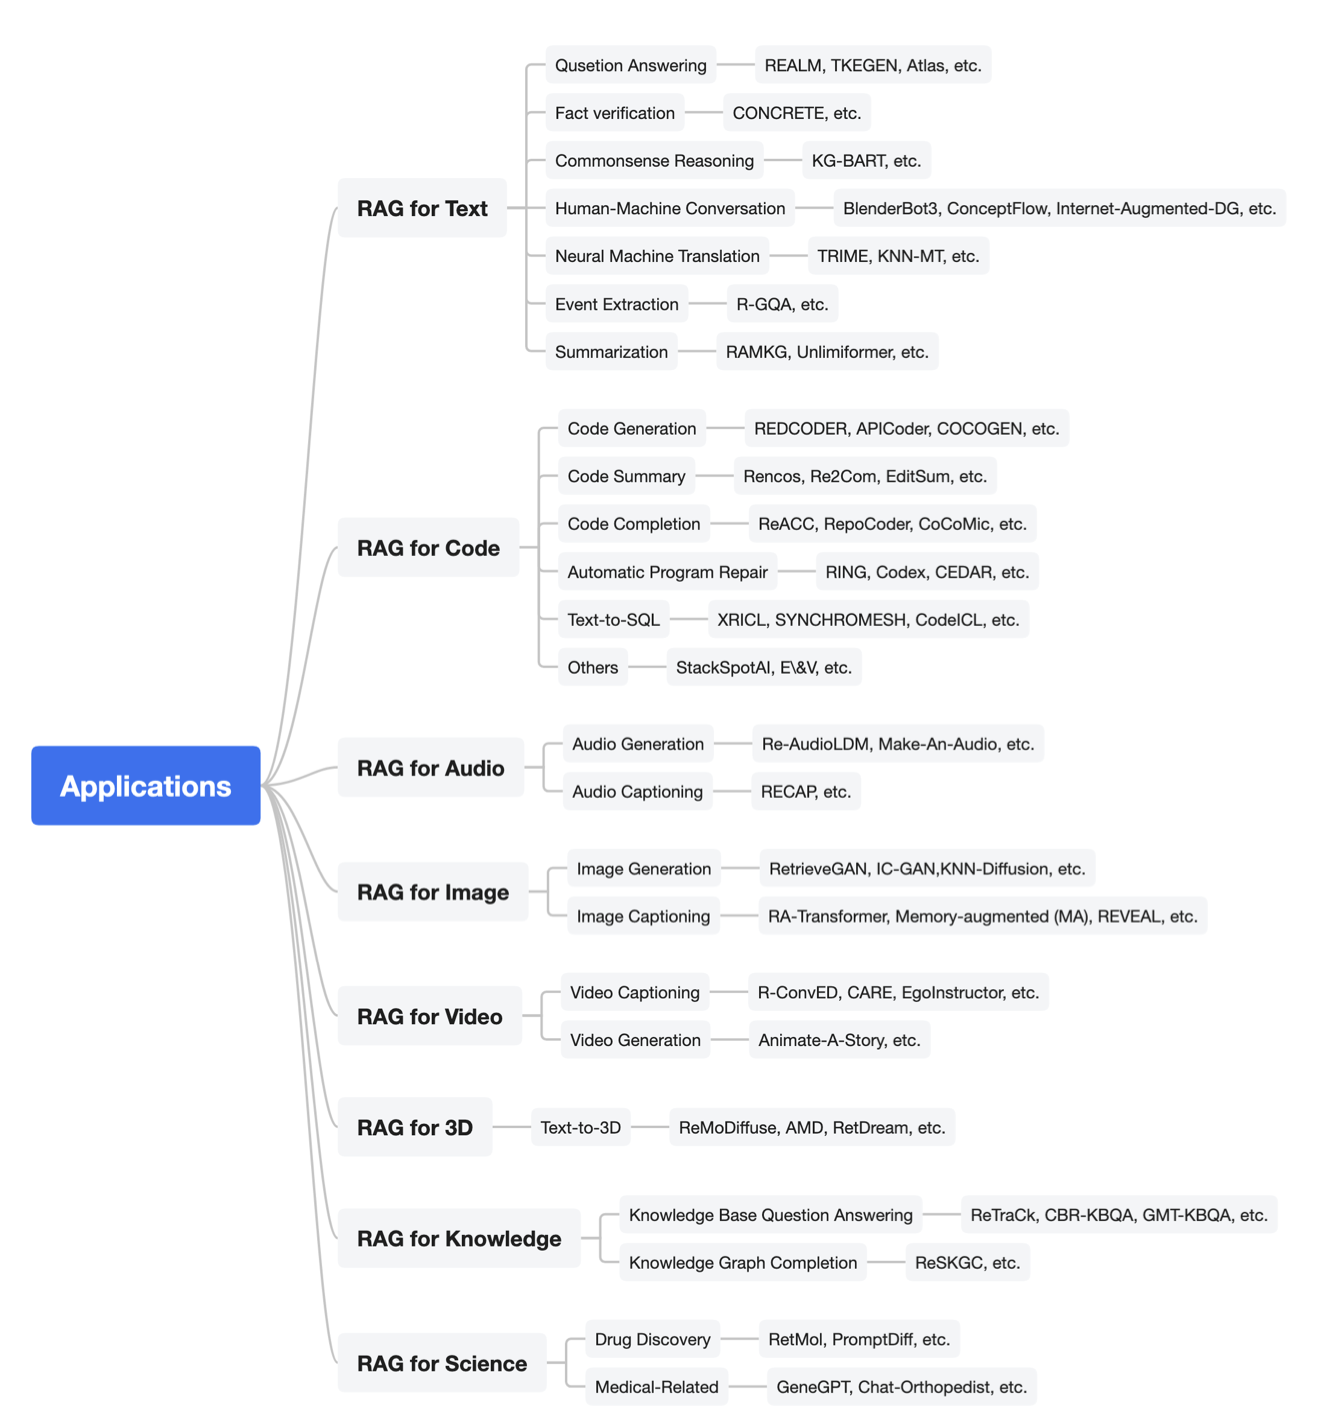 Applications
RAG for Text
Qusetion Answering
REALM, TKEGEN, Atlas, etc.
Fact verification
CONCRETE, etc.
Commonsense Reasoning
KG-BART, etc.
Human-Machine Conversation
BlenderBot3, ConceptFlow, Internet-Augmented-DG, etc.
Neural Machine Translation
TRIME, KNN-MT, etc.
Event Extraction
R-GQA, etc.
Summarization
RAMKG, Unlimiformer, etc.
RAG for Code
Code Generation
REDCODER, APICoder, COCOGEN, etc.
Code Summary
Rencos, Re2Com, EditSum, etc.
Code Completion
ReACC, RepoCoder, CoCoMic, etc.
Automatic Program Repair
RING, Codex, CEDAR, etc.
Text-to-SQL
XRICL, SYNCHROMESH, CodeICL, etc.
Others
StackSpotAI, E\&V, etc.
RAG for Audio
Audio Generation
Re-AudioLDM, Make-An-Audio, etc.
Audio Captioning
RECAP, etc.
RAG for Image
Image Generation
RetrieveGAN, IC-GAN,KNN-Diffusion, etc.
Image Captioning
RA-Transformer, Memory-augmented (MA), REVEAL, etc.
RAG for Video
Video Captioning
R-ConvED, CARE, EgoInstructor, etc.
Video Generation
Animate-A-Story, etc.
RAG for 3D
Text-to-3D
ReMoDiffuse, AMD, RetDream, etc.
RAG for Knowledge
Knowledge Base Question Answering
ReTraCk, CBR-KBQA, GMT-KBQA, etc.
Knowledge Graph Completion
ReSKGC, etc.
RAG for Science
Drug Discovery
RetMol, PromptDiff, etc.
Medical-Related
GeneGPT, Chat-Orthopedist, etc.